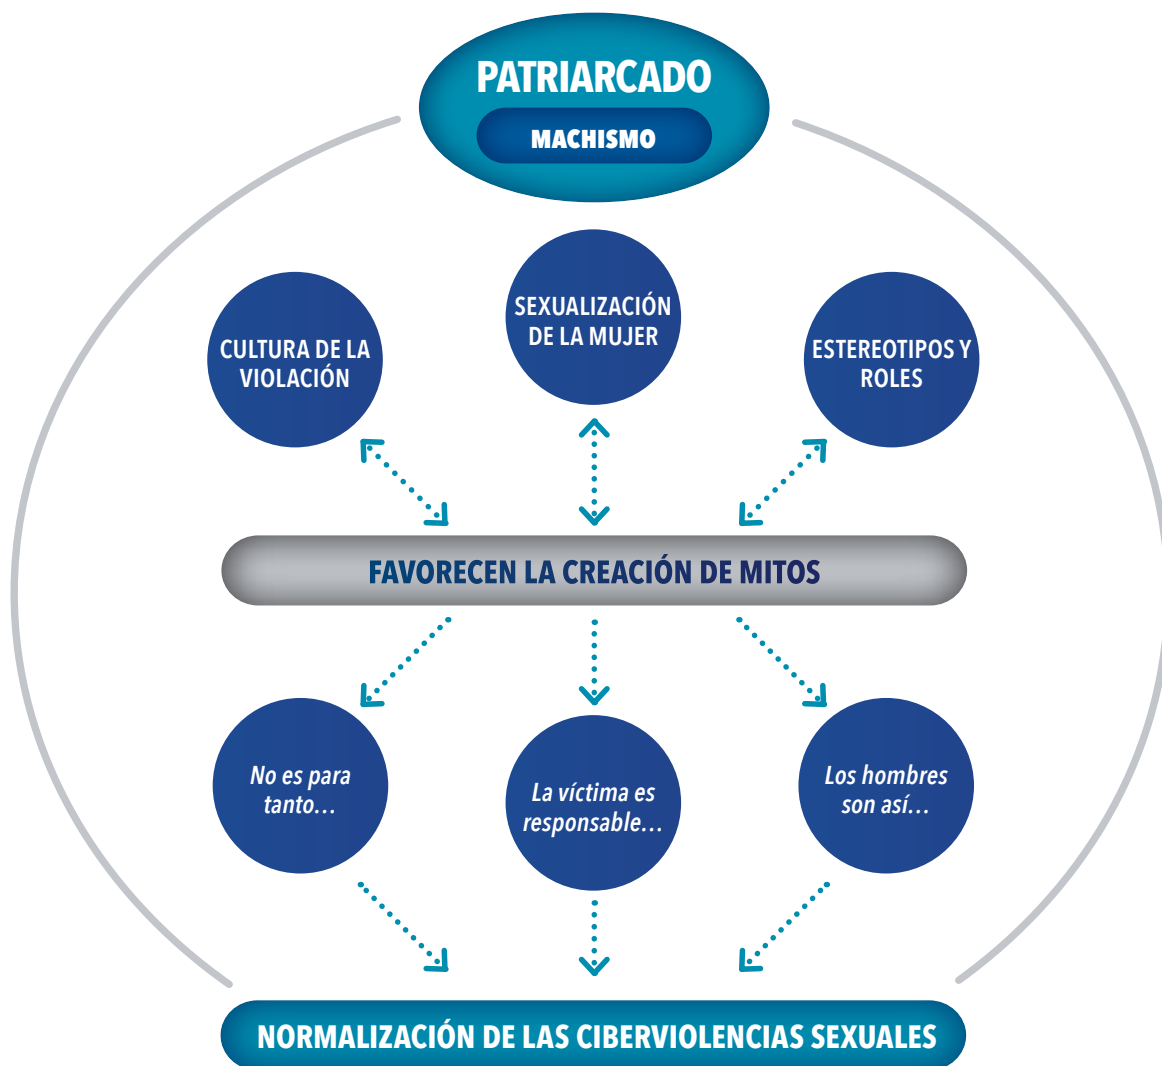 PATRIARCADO
MACHISMO
CULTURA DE LA
VIOLACIÓN
SEXUALIZACIÓN
DE LA MUJER
ESTEREOTIPOS Y
ROLES
FAVORECEN LA CREACIÓN DE MITOS
No es para
tanto…
La víctima es
responsable…
Los hombres
son así…
NORMALIZACIÓN DE LAS CIBERVIOLENCIAS SEXUALES